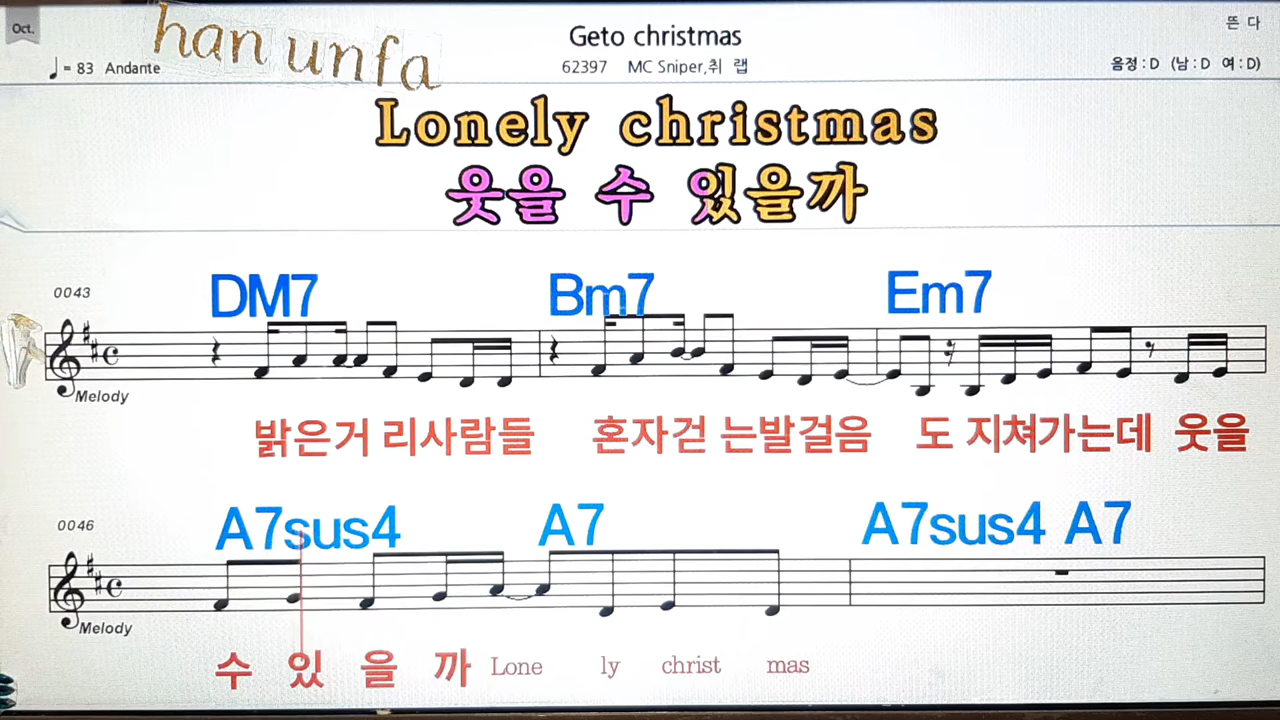 Oct.
han unfa
Geto christmas
뜬 다
♩= 83 Andante
62397 MC Sniper,취 랩
음정 : D (남 : D 여 : D)
Lonely christmas
웃을 수 있을까
0043
DM7 Bm7 Em7
Melody
밝은거 리사람들 혼자걷 는발걸음 도 지쳐가는데 웃을
0046
A7sus4 A7 A7sus4 A7
Melody
수 있 을 까 Lone ly christ mas